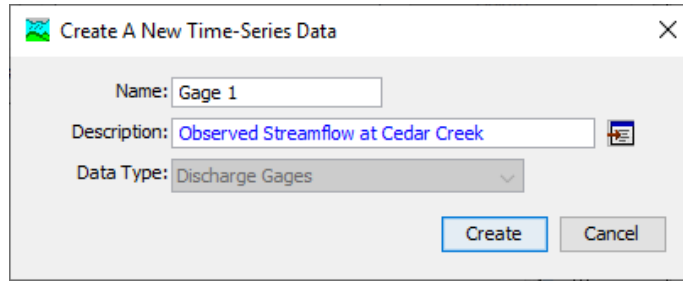 Create A New Time-Series Data
Name: Gage 1
Description: Observed Streamflow at Cedar Creek
Data Type: Discharge Gages
Create Cancel